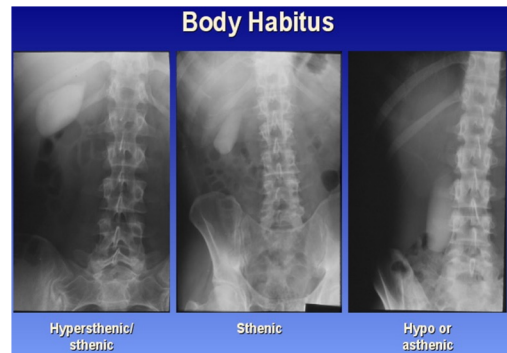 Body Habitus
Hypersthenic/
sthenic
Sthenic
Hypo or
asthenic